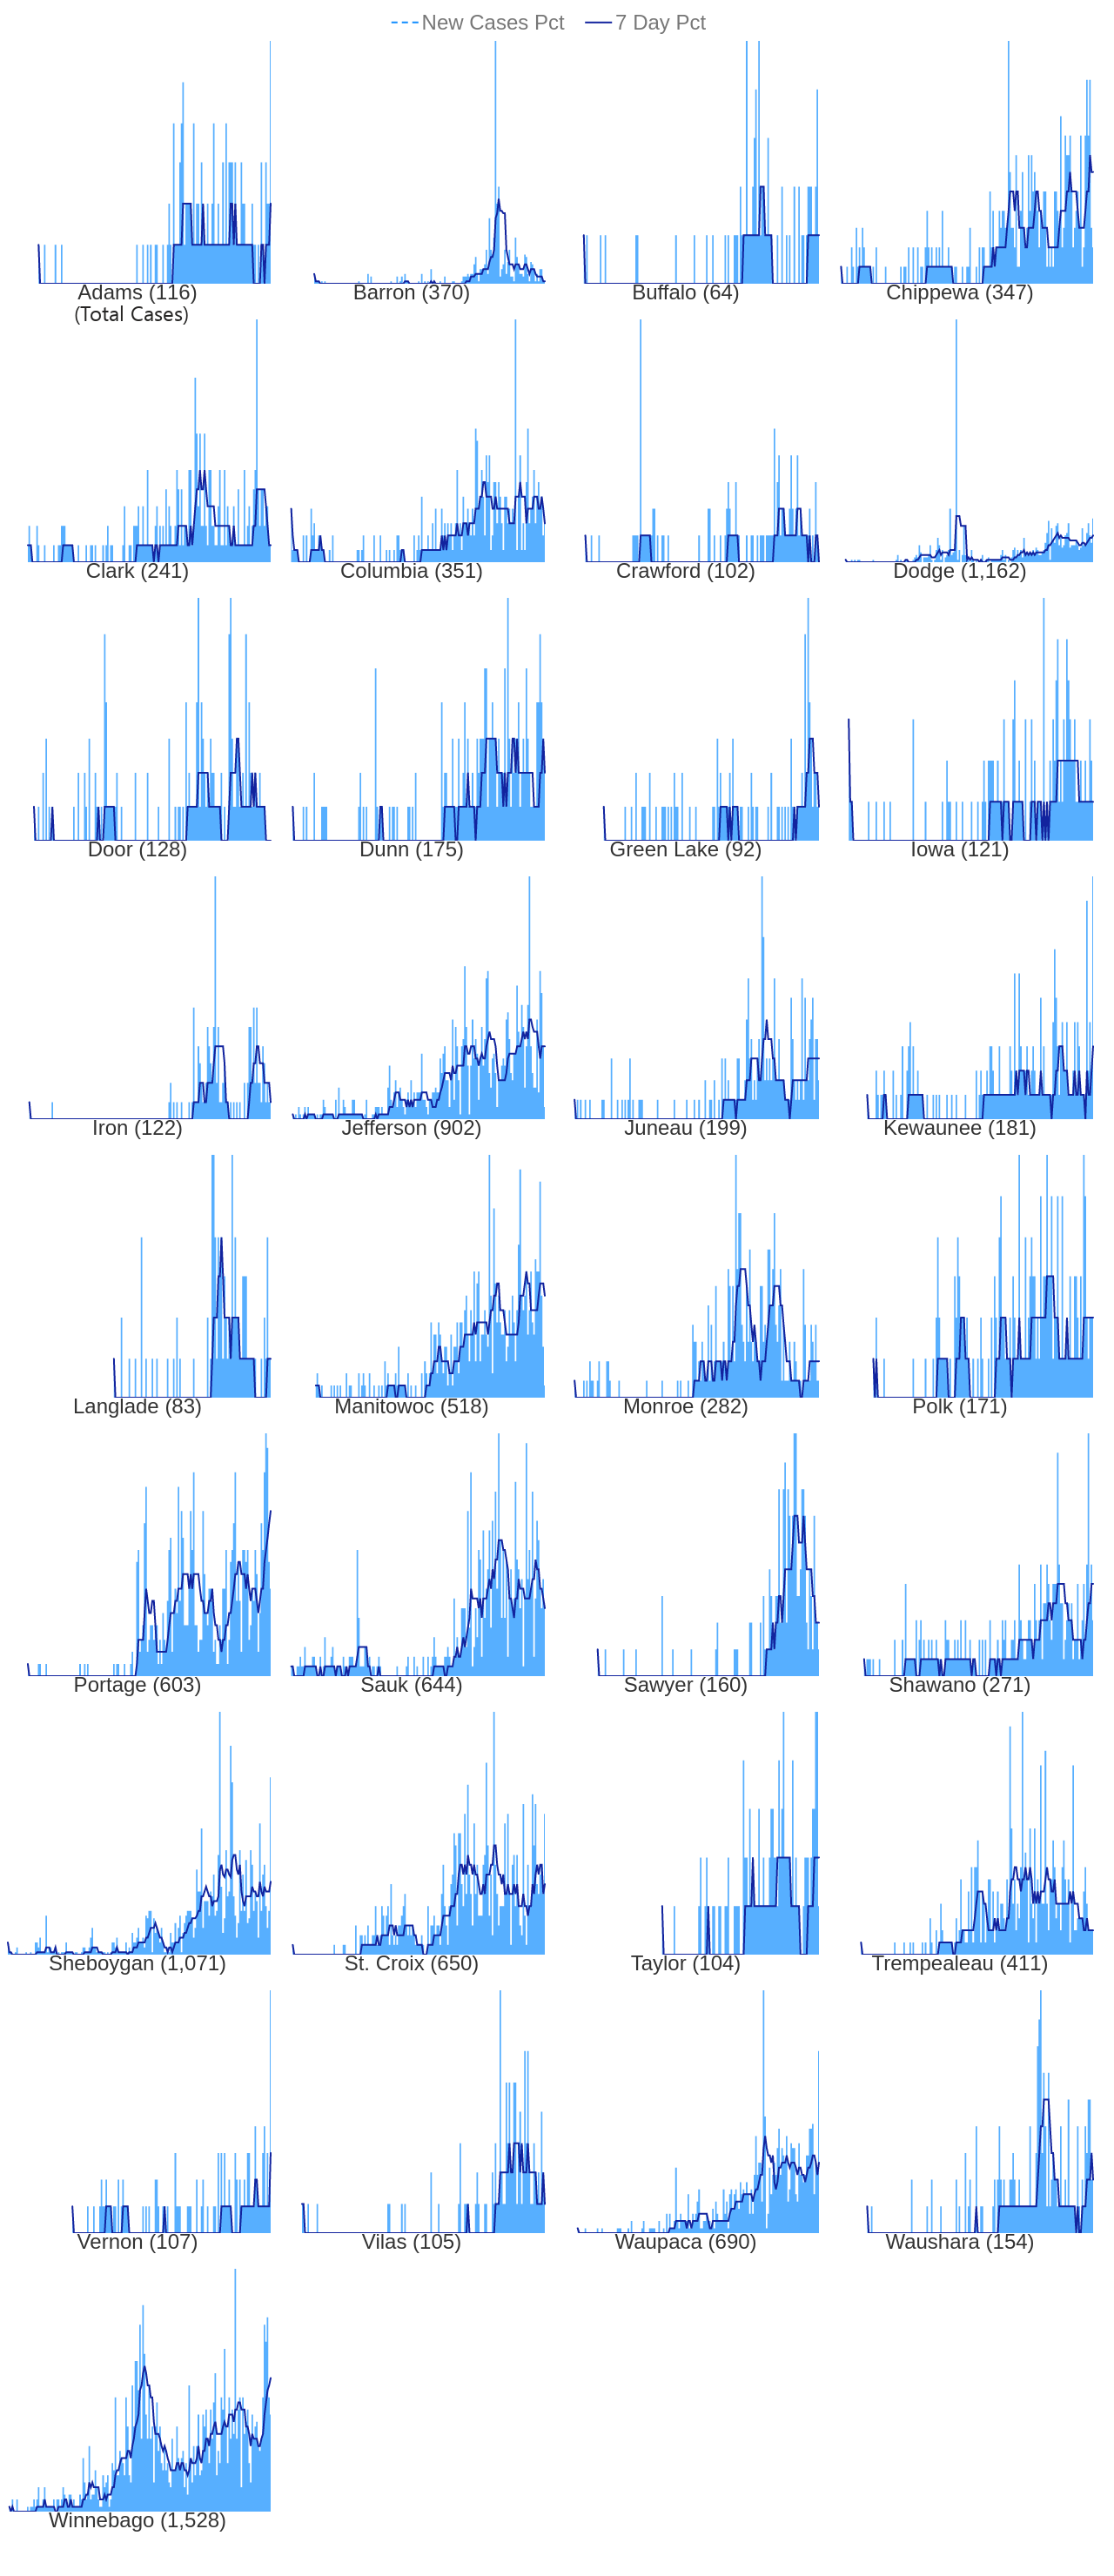 New Cases Pct 7 Day Pct
Adams (116) Barron (370) Buffalo (64) Chippewa (347)
(Total Cases)
Clark (241) Columbia (351) Crawford (102) Dodge (1,162)
Door (128) Dunn (175) Green Lake (92) Iowa (121)
Iron (122) Jefferson (902) Juneau (199) Kewaunee (181)
Langlade (83) Manitowoc (518) Monroe (282) Polk (171)
Portage (603) Sauk (644) Sawyer (160) Shawano (271)
Sheboygan (1,071) St. Croix (650) Taylor (104) Trempealeau (411)
Vernon (107) Vilas (105) Waupaca (690) Waushara (154)
Winnebago (1,528)